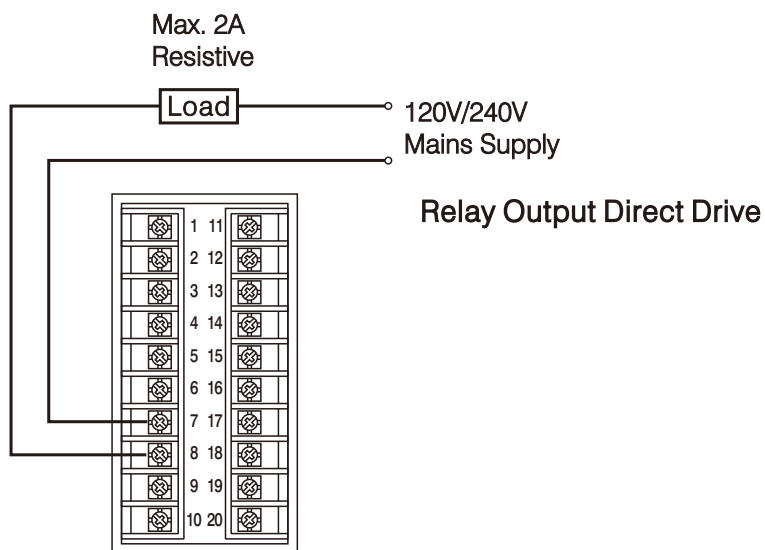 Max. 2A
Resistive
Load
120V/240V
Mains Supply
Relay Output Direct Drive
1 11
2 12
3 13
4 14
5 15
6 16
7 17
8 18
9 19
10 20